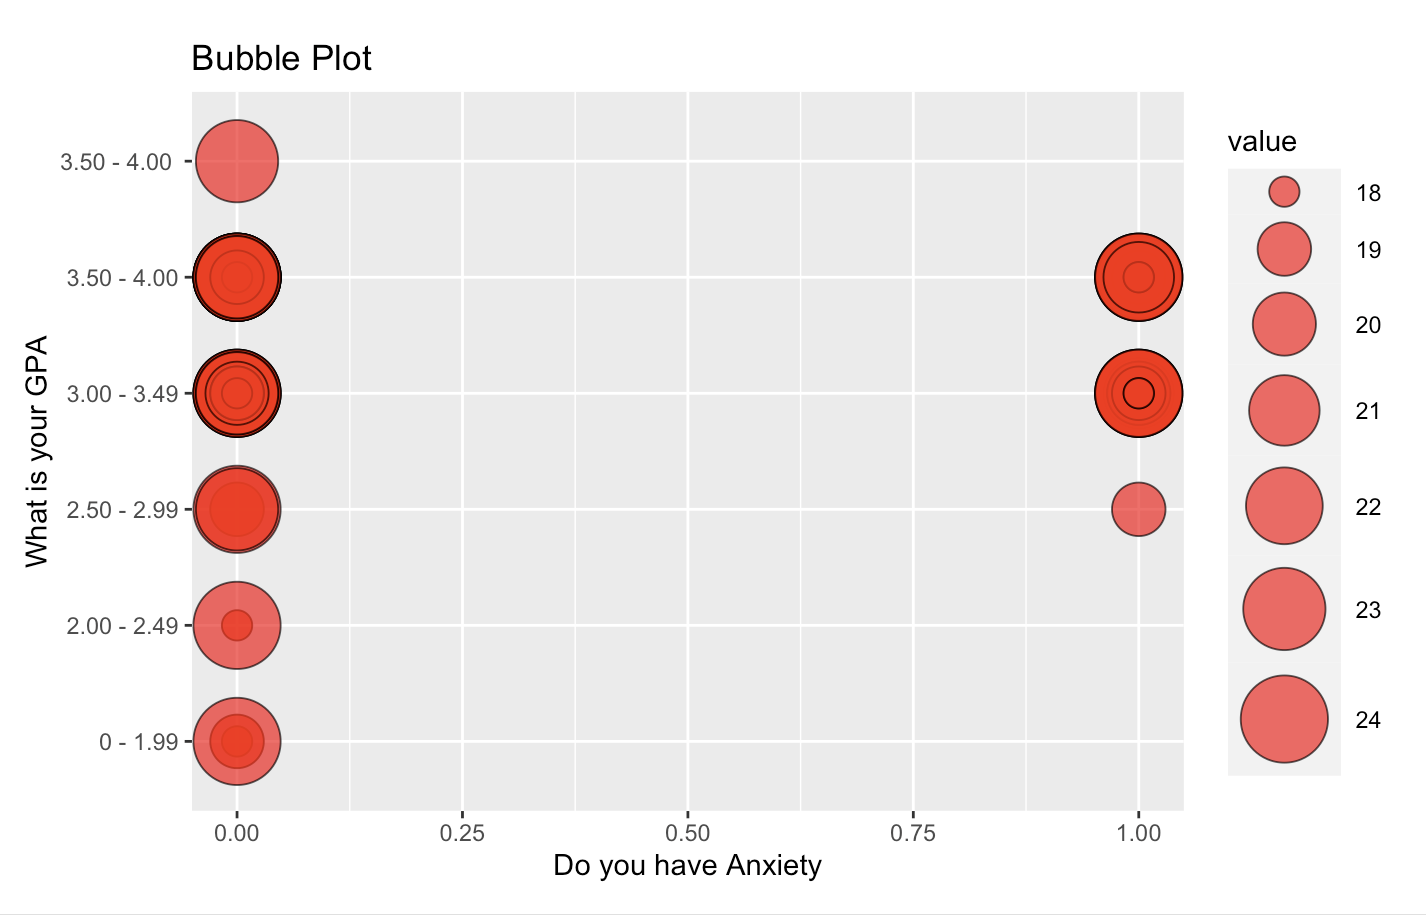 Bubble Plot
What is your GPA
3.50 - 4.00
3.50 - 4.00
3.00 - 3.49
2.50 - 2.99
2.00 - 2.49
0 - 1.99
0.00 0.25 0.50 0.75 1.00
Do you have Anxiety
value
18
19
20
21
22
23
24